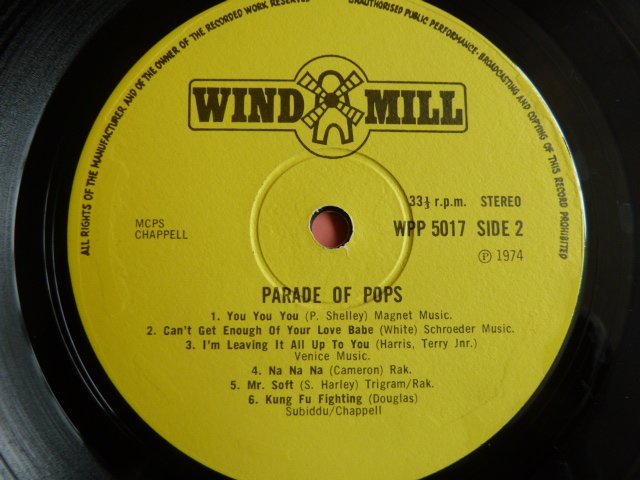 ALL RIGHTS OF THE MANUFACTURER AND OF THE OWNER OF THE RECORDED WORK RESERVED
UNAUTHORISED PUBLIC PERFORMANCE · BROADCASTING AND COPYING OF THIS RECORD PROHIBITED
WIND MILL
MCPS
CHAPPELL
33⅓ r.p.m. STEREO
WPP 5017 SIDE 2
Ⓟ 1974
PARADE OF POPS
1. You You You (P. Shelley) Magnet Music.
2. Can't Get Enough Of Your Love Babe (White) Schroeder Music.
3. I'm Leaving It All Up To You (Harris, Terry Jnr.)
Venice Music.
4. Na Na Na (Cameron) Rak.
5. Mr. Soft (S. Harley) Trigram/Rak.
6. Kung Fu Fighting (Douglas)
Subiddu/Chappell